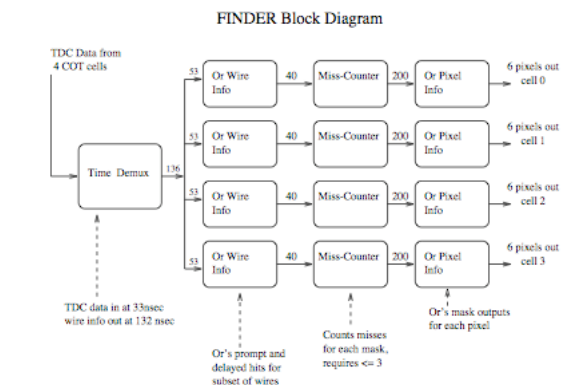 FINDER Block Diagram
TDC Data from
4 COT cells
Time Demux
136
53
Or Wire
Info
40
Miss-Counter
200
Or Pixel
Info
6 pixels out
cell 0
53
Or Wire
Info
40
Miss-Counter
200
Or Pixel
Info
6 pixels out
cell 1
53
Or Wire
Info
40
Miss-Counter
200
Or Pixel
Info
6 pixels out
cell 2
53
Or Wire
Info
40
Miss-Counter
200
Or Pixel
Info
6 pixels out
cell 3
TDC data in at 33nsec
wire info out at 132 nsec
Or's prompt and
delayed hits for
subset of wires
Counts misses
for each mask,
requires <= 3
Or's mask outputs
for each pixel